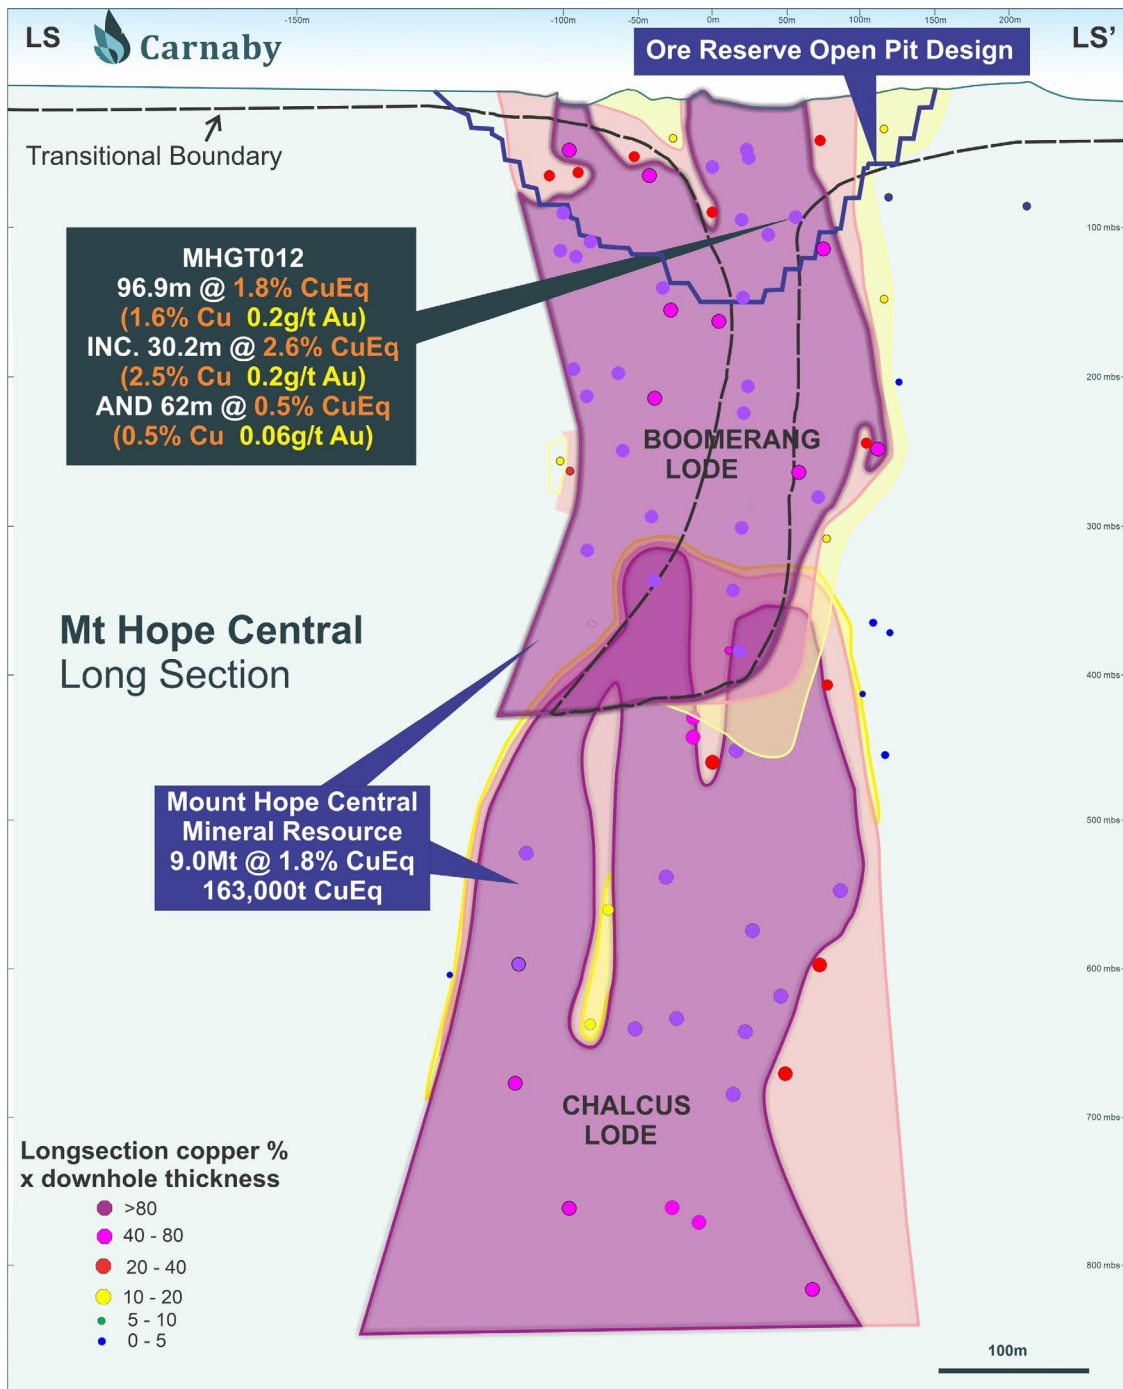 -150m
-100m
-50m
0m
50m
100m
150m
200m
LS
Carnaby
LS’
Ore Reserve Open Pit Design
Transitional Boundary
100 mbs
MHGT012
96.9m @ 1.8% CuEq
(1.6% Cu 0.2g/t Au)
INC. 30.2m @ 2.6% CuEq
(2.5% Cu 0.2g/t Au)
AND 62m @ 0.5% CuEq
(0.5% Cu 0.06g/t Au)
200 mbs
BOOMERANG
LODE
300 mbs
Mt Hope Central
Long Section
400 mbs
Mount Hope Central
Mineral Resource
9.0Mt @ 1.8% CuEq
163,000t CuEq
500 mbs
600 mbs
CHALCUS
LODE
700 mbs
Longsection copper %
x downhole thickness
>80
40 - 80
20 - 40
10 - 20
5 - 10
0 - 5
800 mbs
100m